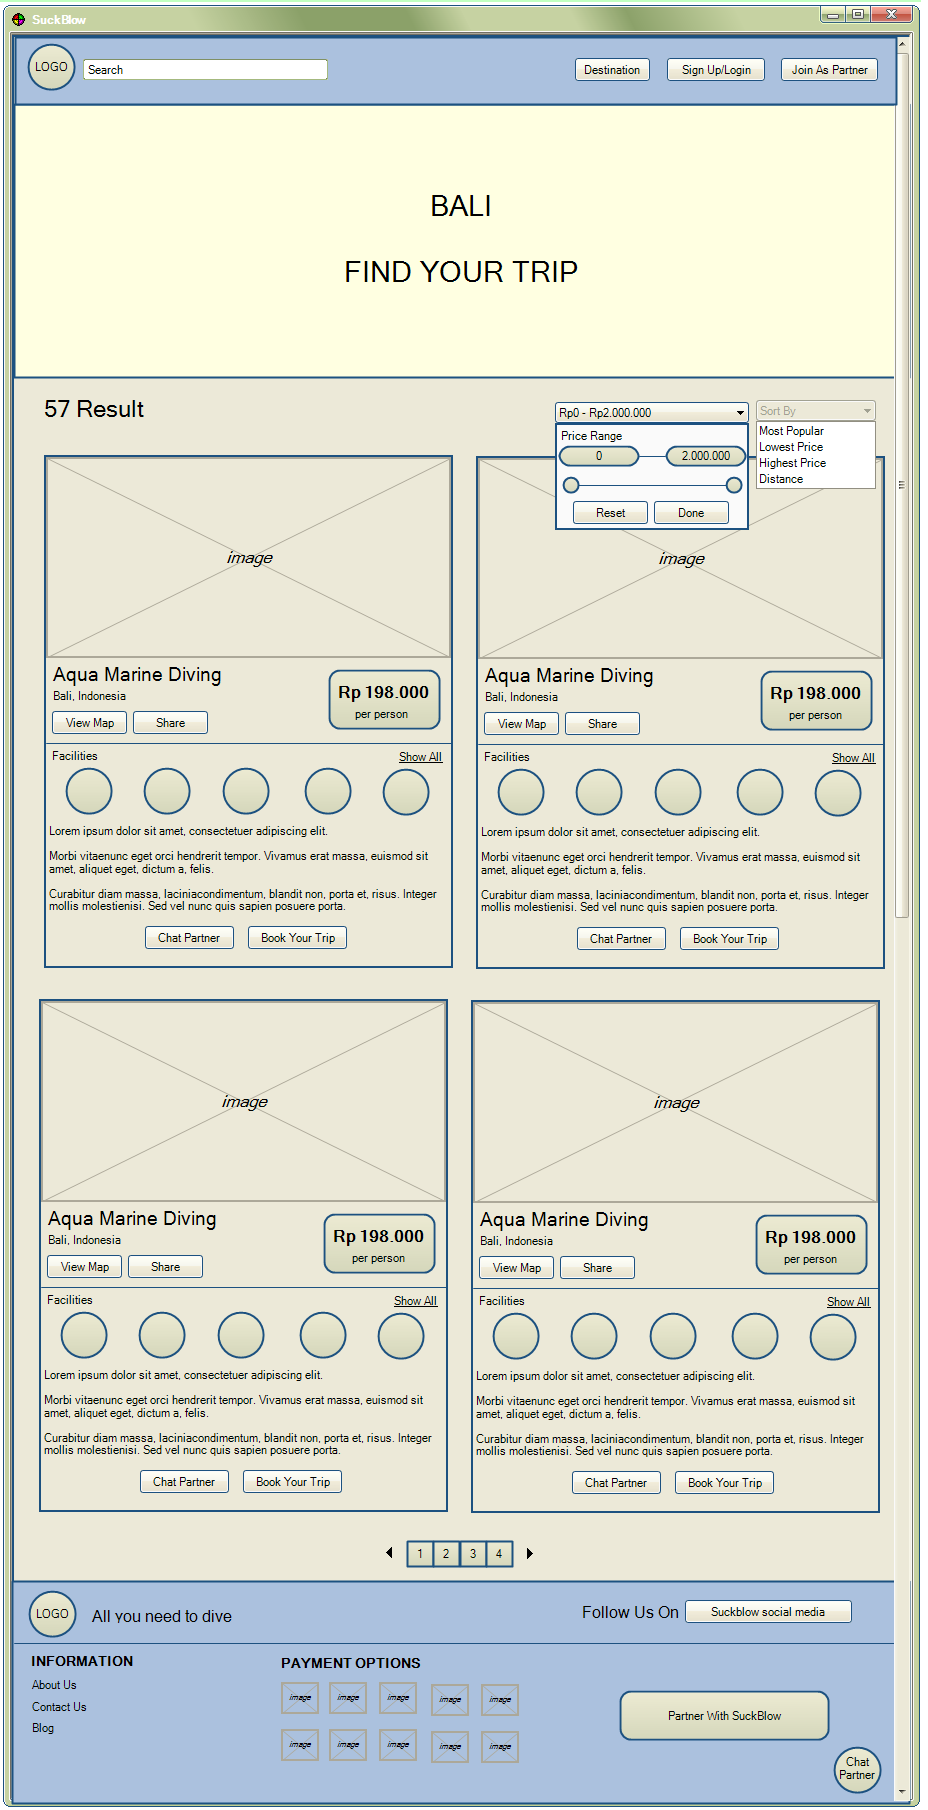 SuckBlow
LOGO
Search
Destination
Sign Up/Login
Join As Partner
BALI
FIND YOUR TRIP
57 Result
Rp0 - Rp2.000.000
Price Range
0
2.000.000
Reset
Done
Sort By
Most Popular
Lowest Price
Highest Price
Distance
image
Aqua Marine Diving
Bali, Indonesia
View Map
Share
Rp 198.000
per person
Facilities
Show All
Lorem ipsum dolor sit amet, consectetuer adipiscing elit.
Morbi vitaenunc eget orci hendrerit tempor. Vivamus erat massa, euismod sit
amet, aliquet eget, dictum a, felis.
Curabitur diam massa, laciniacondimentum, blandit non, porta et, risus. Integer
mollis molestienisi. Sed vel nunc quis sapien posuere porta.
Chat Partner
Book Your Trip
image
Aqua Marine Diving
Bali, Indonesia
View Map
Share
Rp 198.000
per person
Facilities
Show All
Lorem ipsum dolor sit amet, consectetuer adipiscing elit.
Morbi vitaenunc eget orci hendrerit tempor. Vivamus erat massa, euismod sit
amet, aliquet eget, dictum a, felis.
Curabitur diam massa, laciniacondimentum, blandit non, porta et, risus. Integer
mollis molestienisi. Sed vel nunc quis sapien posuere porta.
Chat Partner
Book Your Trip
image
Aqua Marine Diving
Bali, Indonesia
View Map
Share
Rp 198.000
per person
Facilities
Show All
Lorem ipsum dolor sit amet, consectetuer adipiscing elit.
Morbi vitaenunc eget orci hendrerit tempor. Vivamus erat massa, euismod sit
amet, aliquet eget, dictum a, felis.
Curabitur diam massa, laciniacondimentum, blandit non, porta et, risus. Integer
mollis molestienisi. Sed vel nunc quis sapien posuere porta.
Chat Partner
Book Your Trip
image
Aqua Marine Diving
Bali, Indonesia
View Map
Share
Rp 198.000
per person
Facilities
Show All
Lorem ipsum dolor sit amet, consectetuer adipiscing elit.
Morbi vitaenunc eget orci hendrerit tempor. Vivamus erat massa, euismod sit
amet, aliquet eget, dictum a, felis.
Curabitur diam massa, laciniacondimentum, blandit non, porta et, risus. Integer
mollis molestienisi. Sed vel nunc quis sapien posuere porta.
Chat Partner
Book Your Trip
1 2 3 4
LOGO
All you need to dive
Follow Us On
Suckblow social media
INFORMATION
About Us
Contact Us
Blog
PAYMENT OPTIONS
image image image image image
image image image image image
Partner With SuckBlow
Chat
Partner